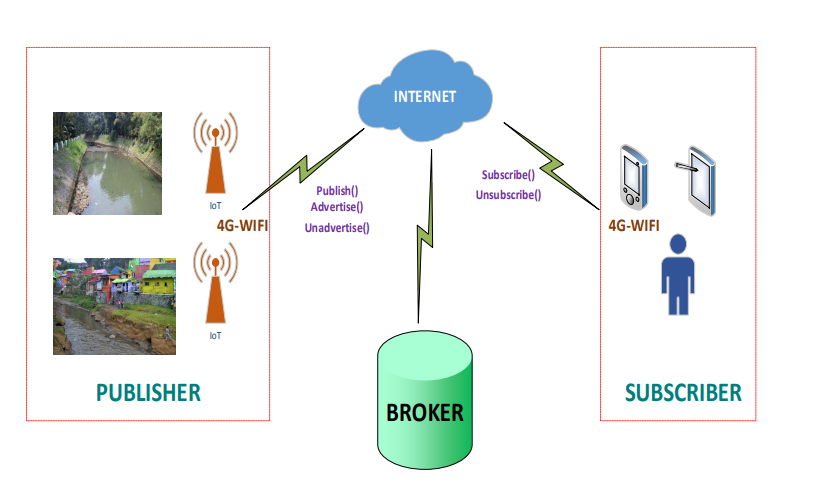 INTERNET
IoT
4G-WIFI
IoT
PUBLISHER
Publish()
Advertise()
Unadvertise()
Subscribe()
Unsubscribe()
BROKER
4G-WIFI
SUBSCRIBER